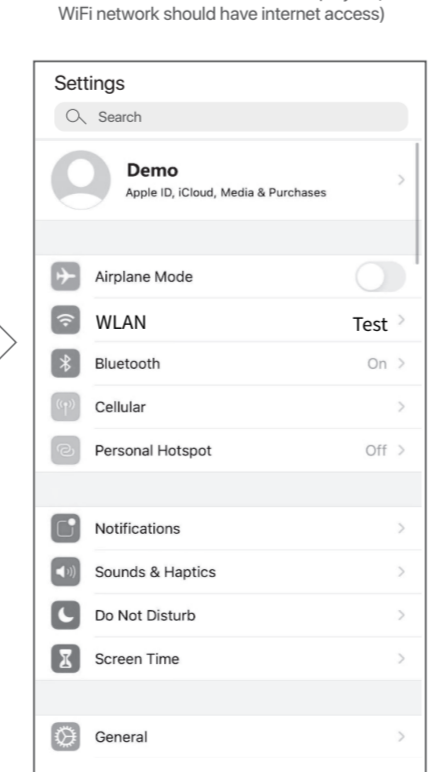 WiFi network should have internet access)
Settings
Search
Demo
Apple ID, iCloud, Media & Purchases
Airplane Mode
WLAN Test
Bluetooth On
Cellular
Personal Hotspot Off
Notifications
Sounds & Haptics
Do Not Disturb
Screen Time
General